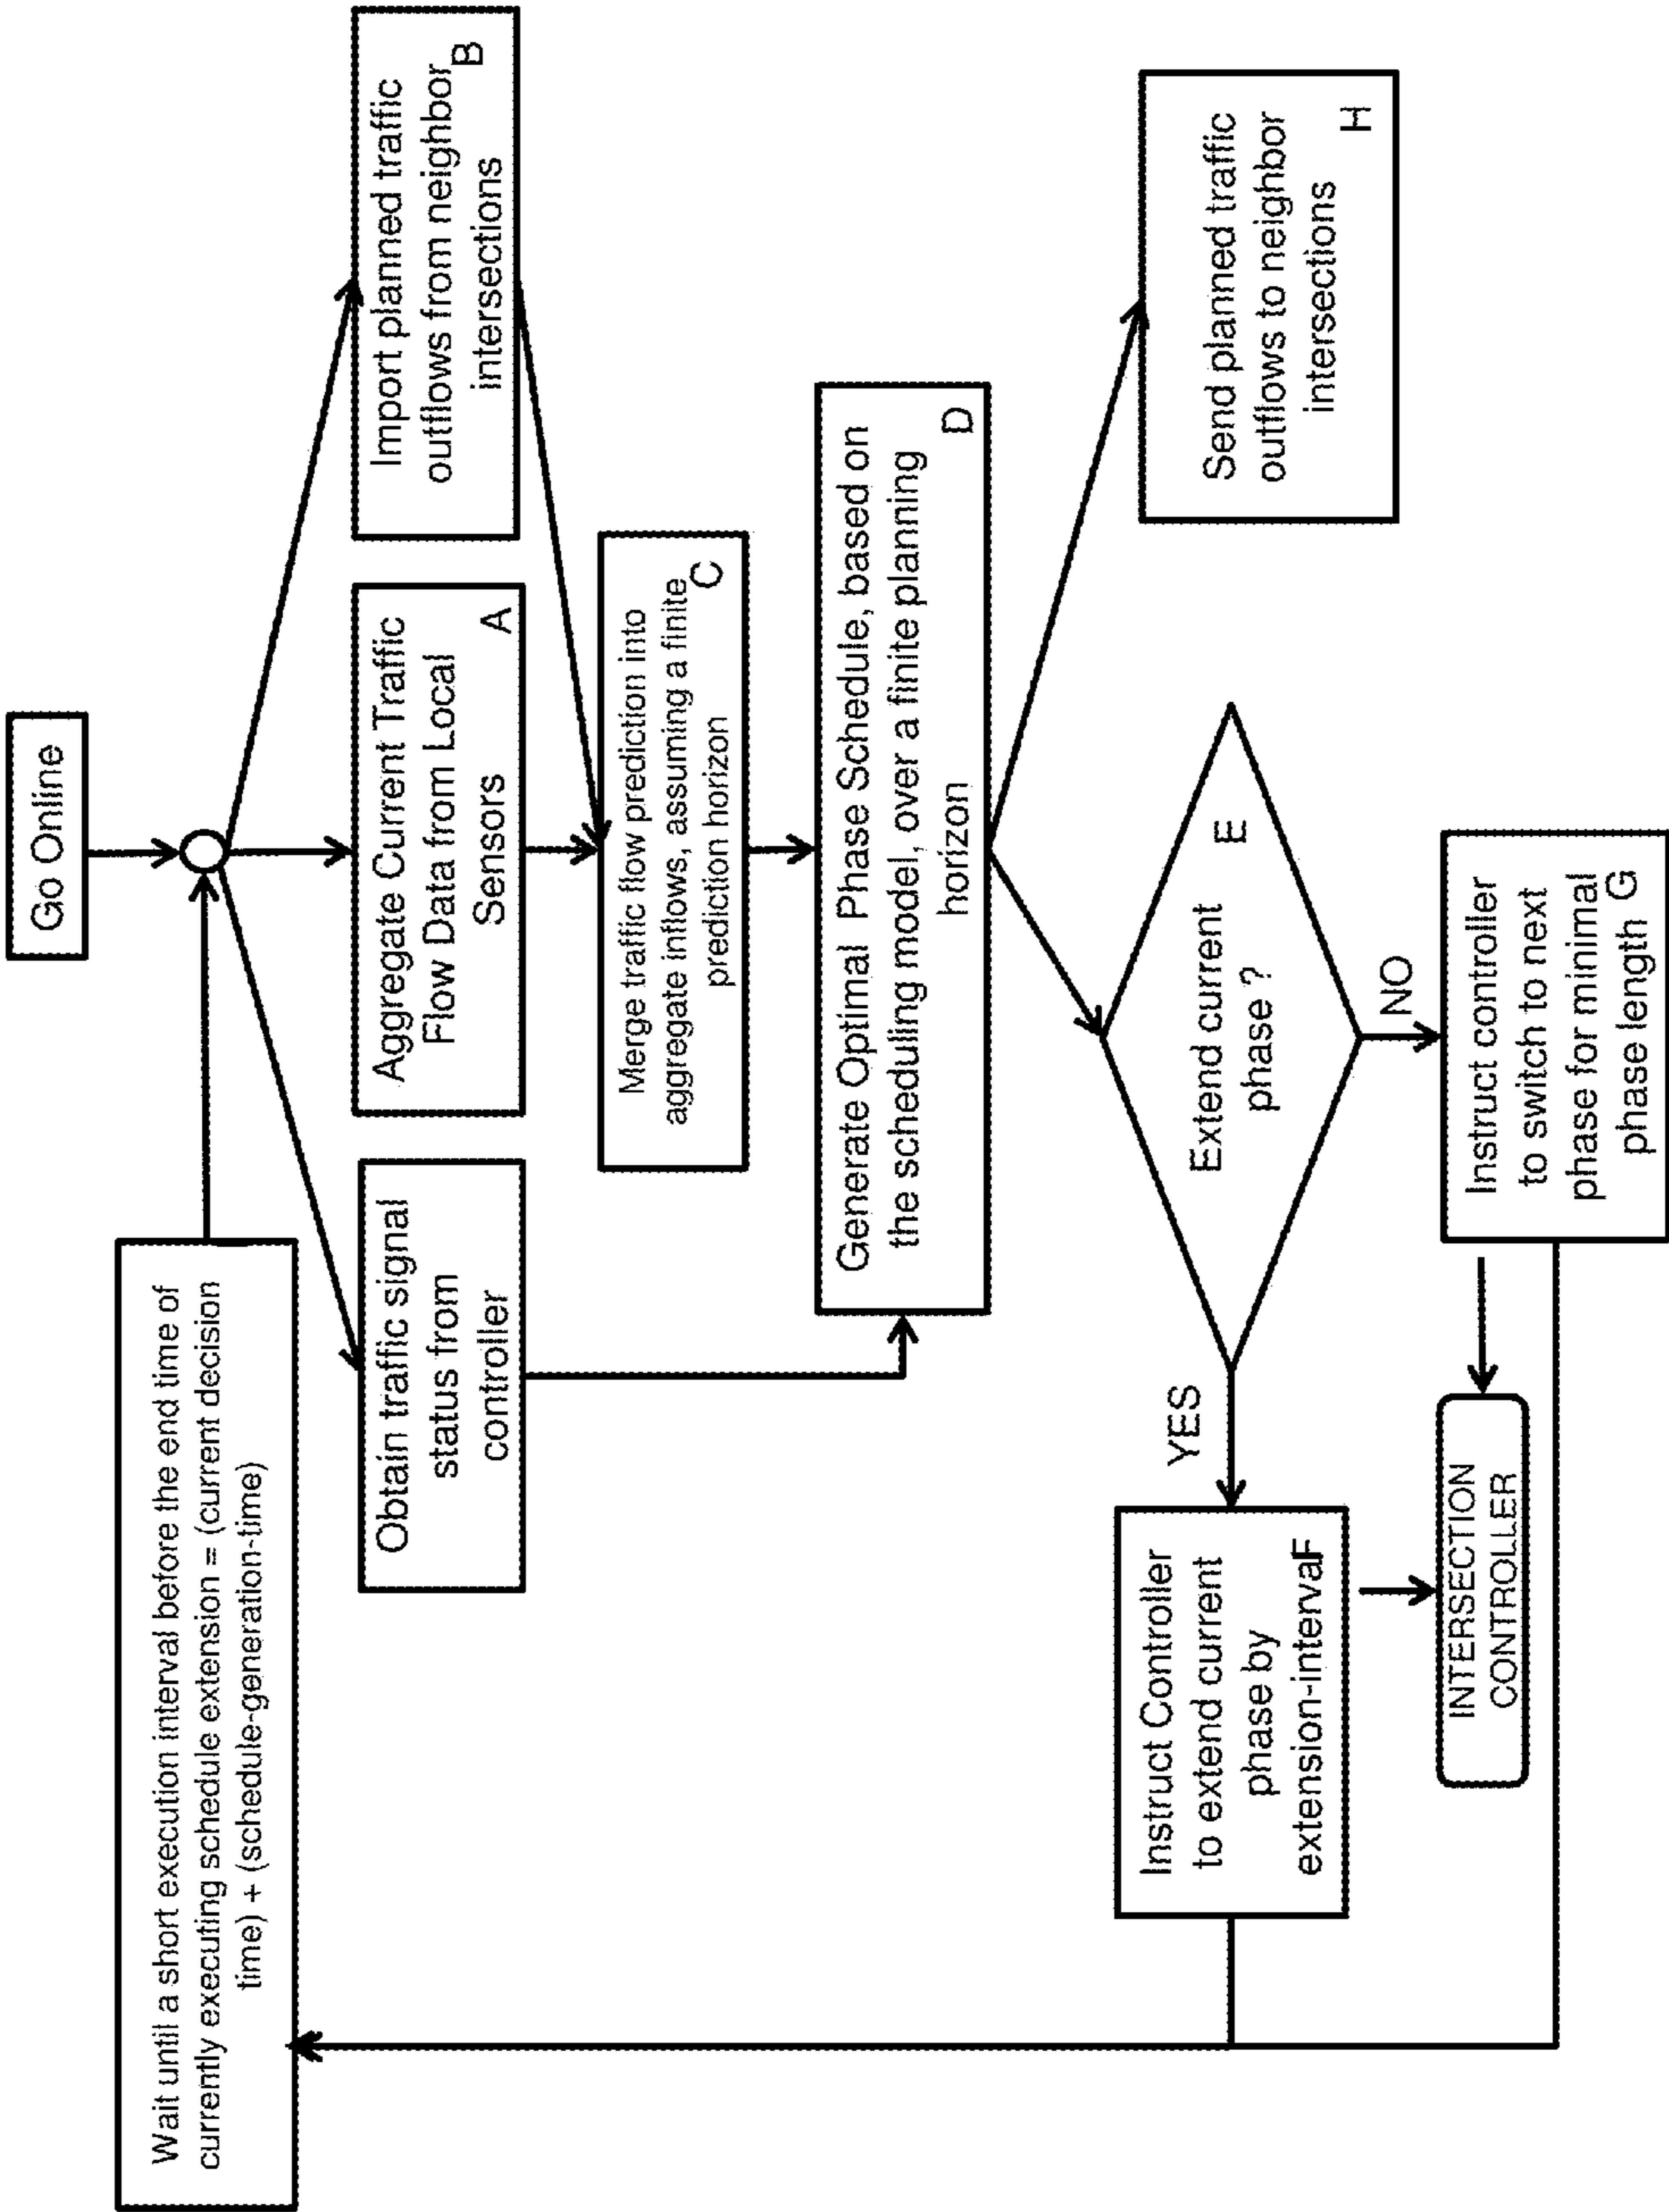 Go Online
Wait until a short execution interval before the end time of
currently executing schedule extension = (current decision
time) + (schedule-generation-time)
Obtain traffic signal
status from
controller
Aggregate Current Traffic
Flow Data from Local
Sensors
A
Import planned traffic
outflows from neighbor
intersections
B
Merge traffic flow prediction into
aggregate inflows, assuming a finite
prediction horizon
C
Generate Optimal Phase Schedule, based on
the scheduling model, over a finite planning
horizon
D
Extend current
phase ?
E
YES
NO
Instruct Controller
to extend current
phase by
extension-intervaF
Instruct controller
to switch to next
phase for minimal
phase length G
INTERSECTION
CONTROLLER
Send planned traffic
outflows to neighbor
intersections
H